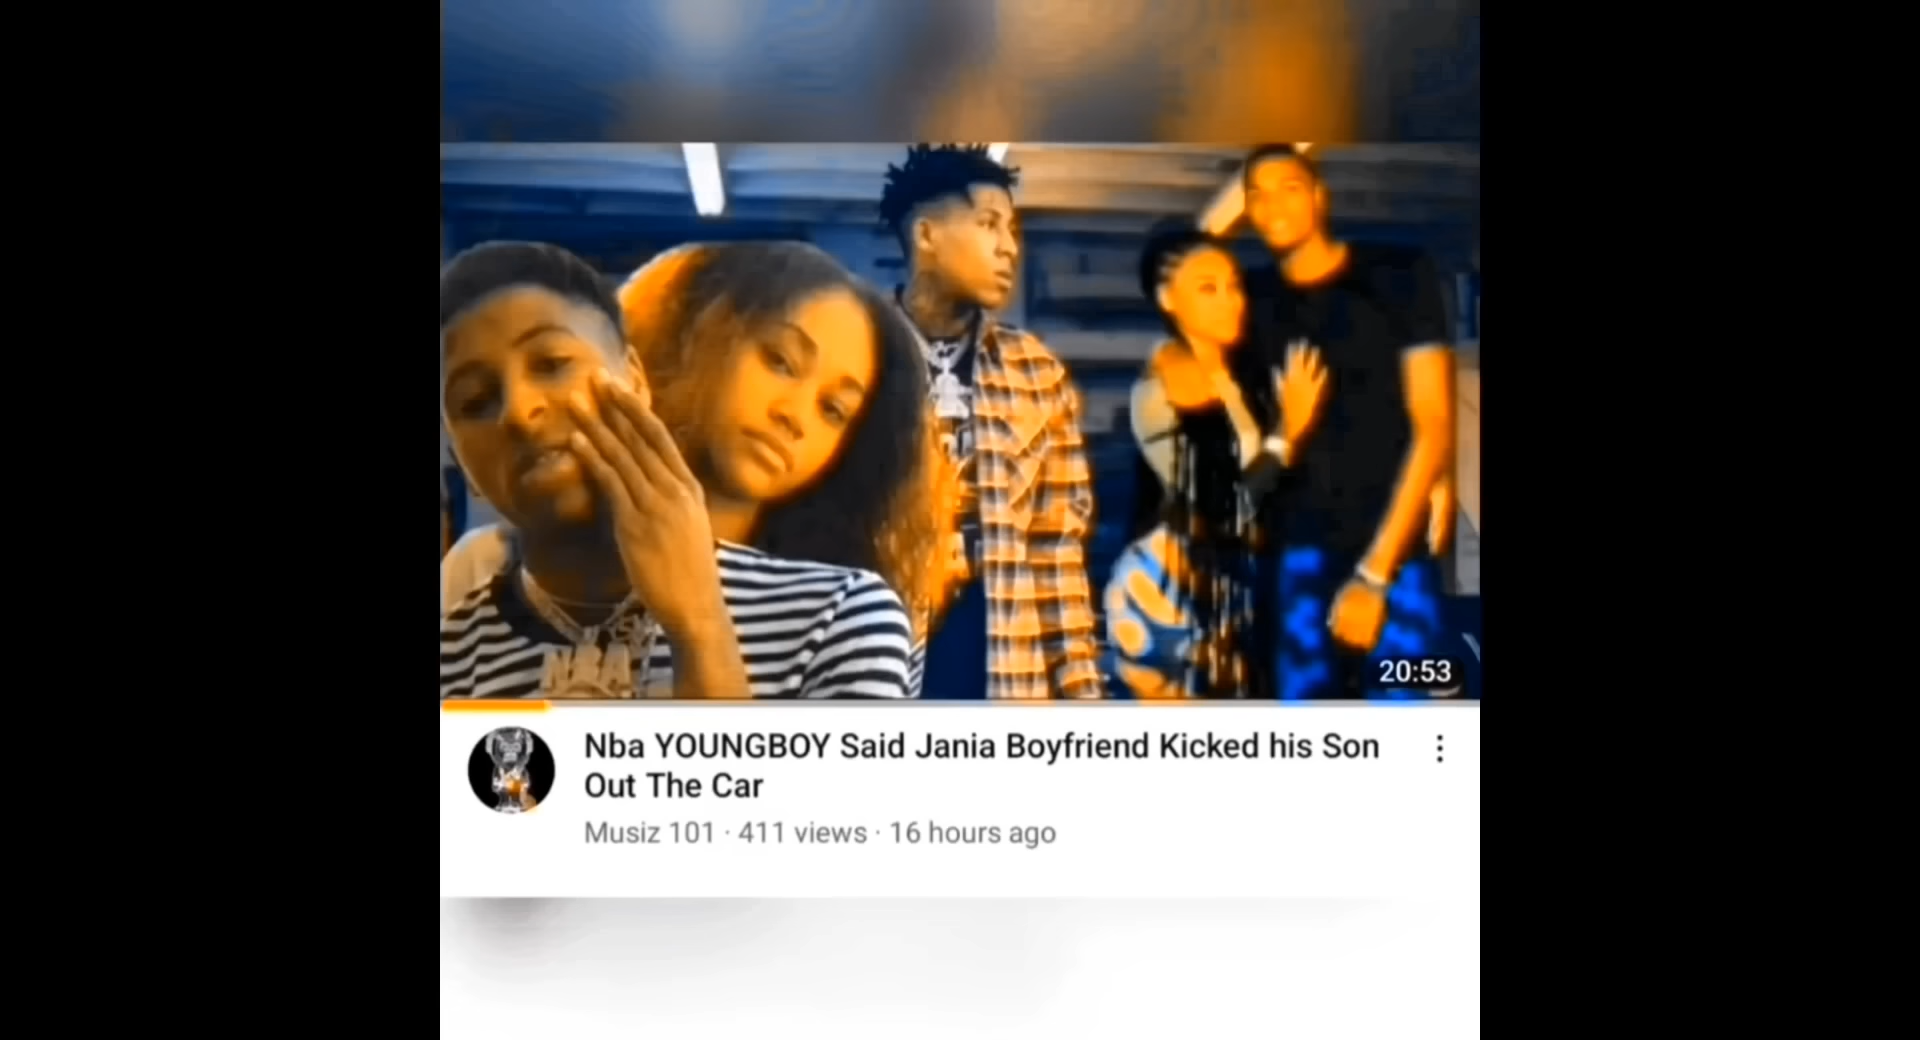 NBA
20:53
Nba YOUNGBOY Said Jania Boyfriend Kicked his Son
Out The Car
Musiz 101 · 411 views · 16 hours ago